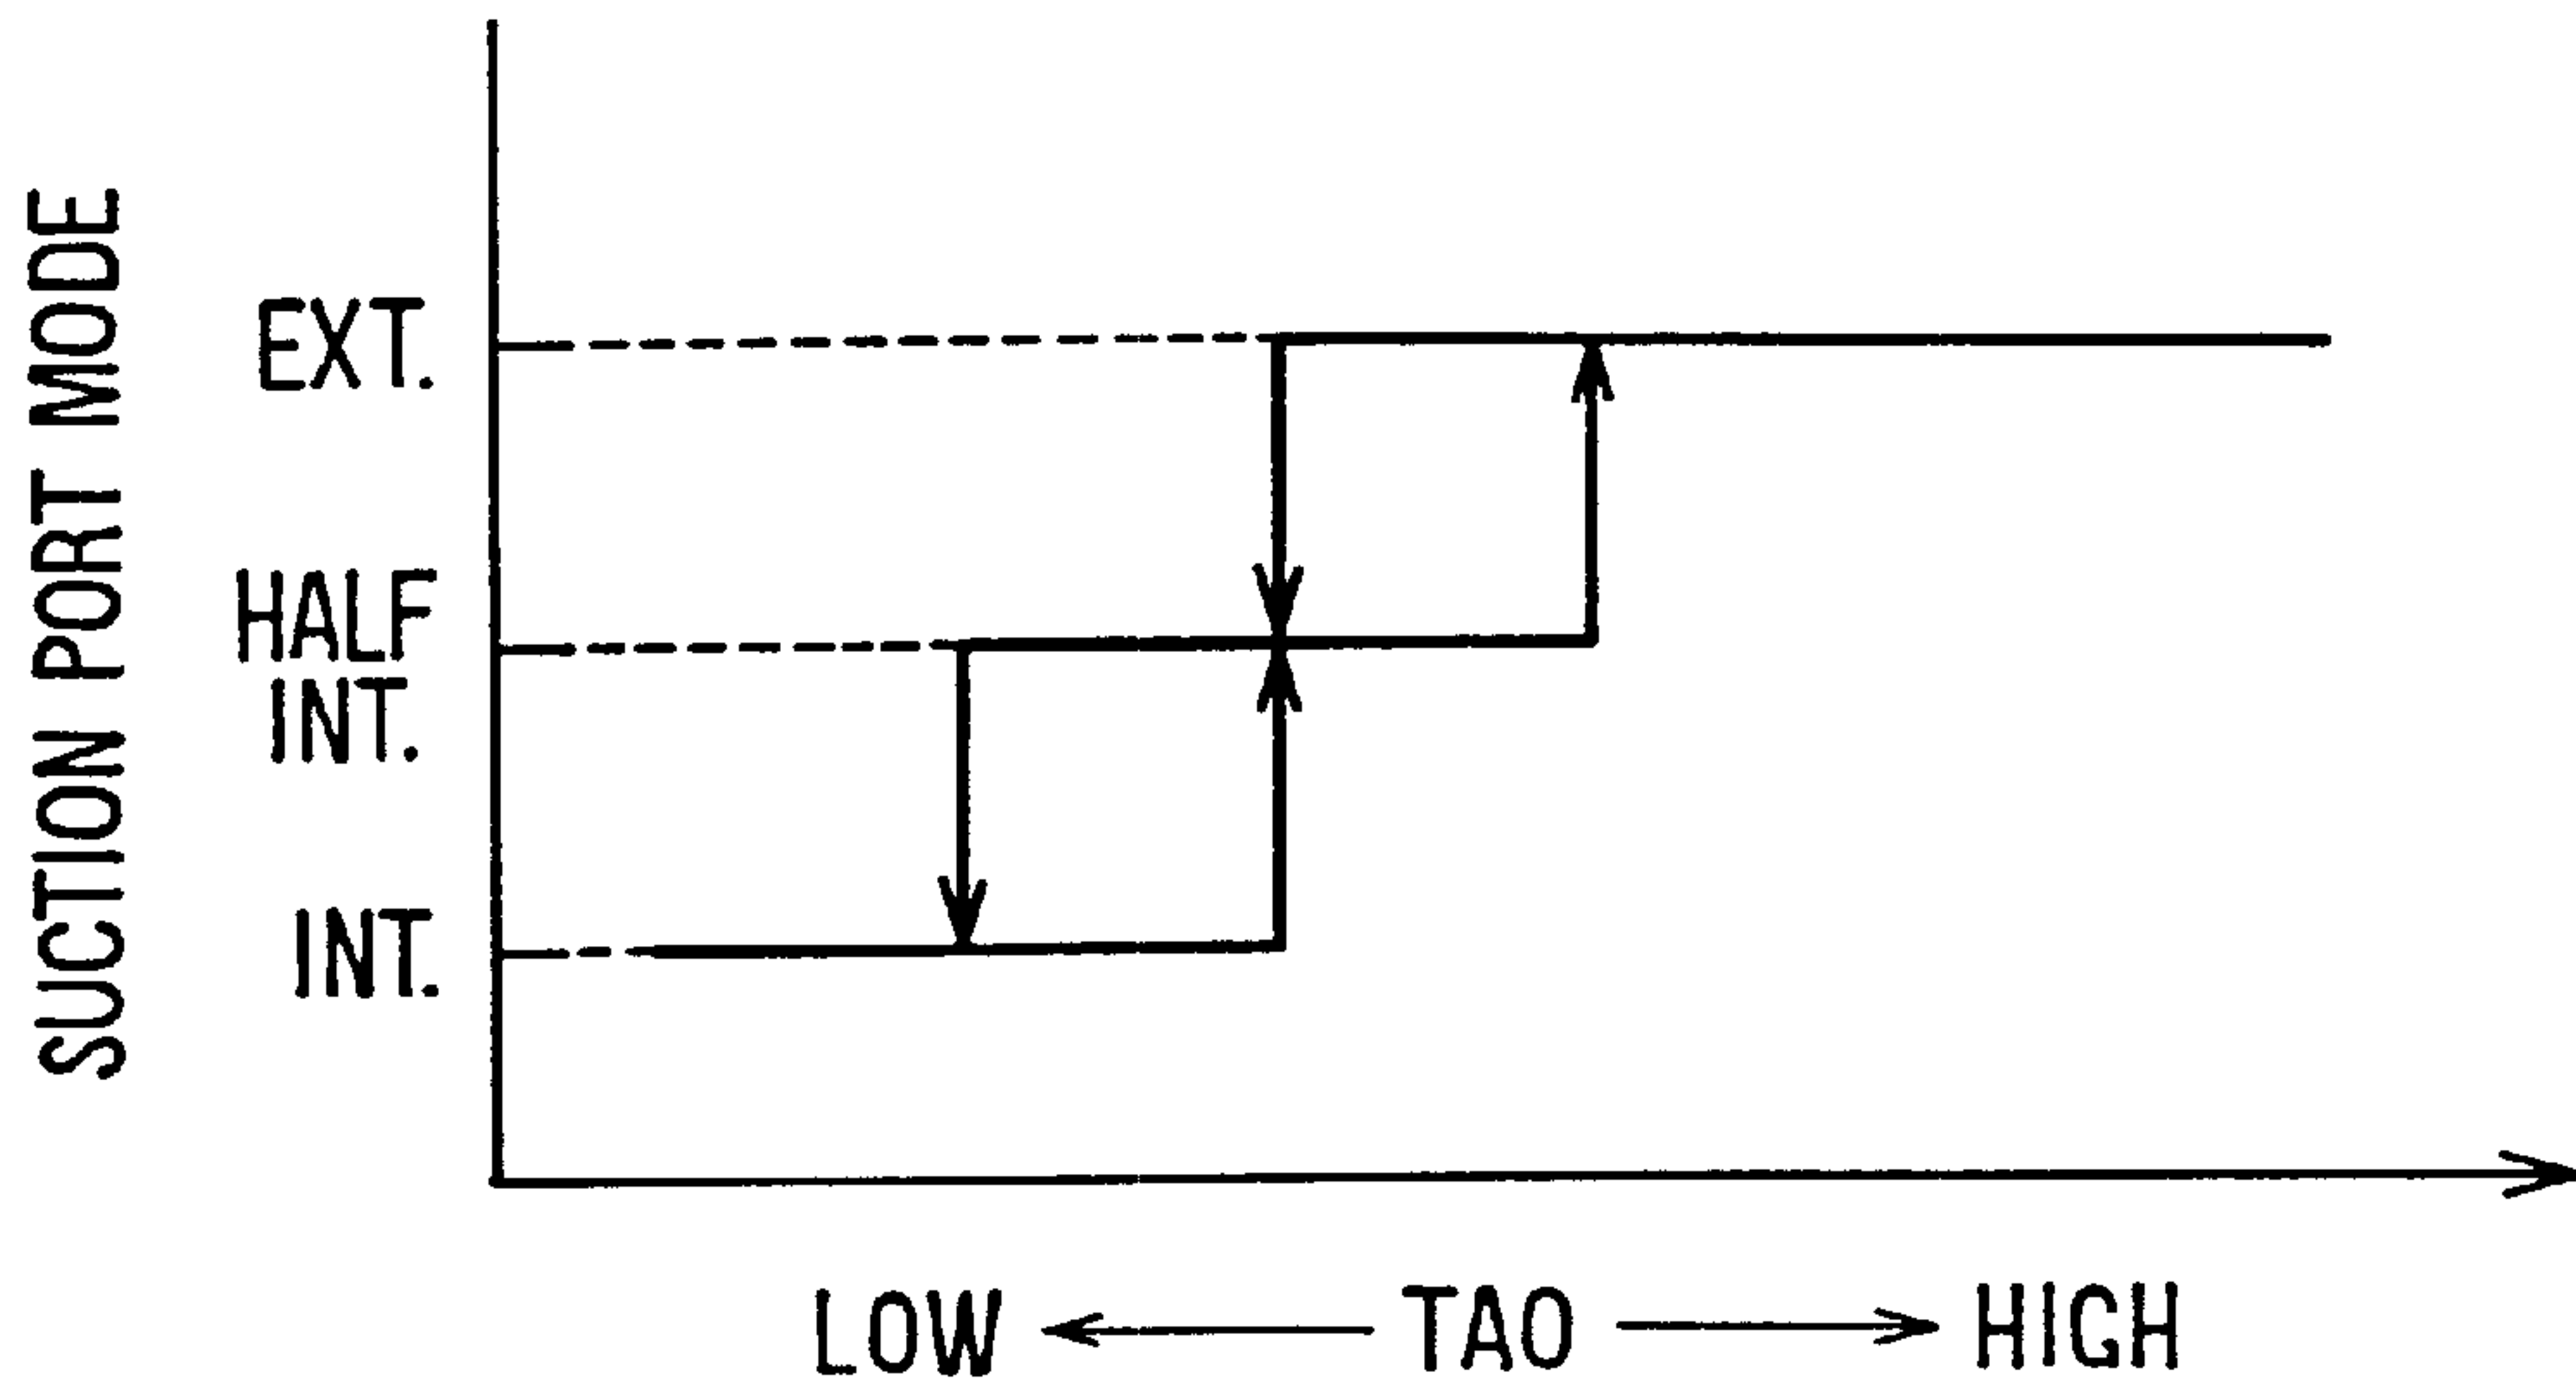 SUCTION PORT MODE
EXT.
HALF
INT.
INT.
LOW TAO HIGH